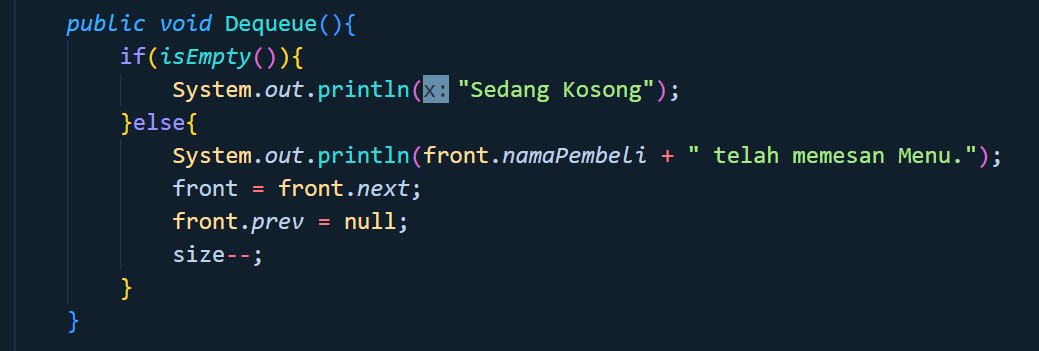 public void Dequeue(){
if(isEmpty()){
System.out.println(x: "Sedang Kosong");
}else{
System.out.println(front.namaPembeli + " telah memesan Menu.");
front = front.next;
front.prev = null;
size--;
}
}